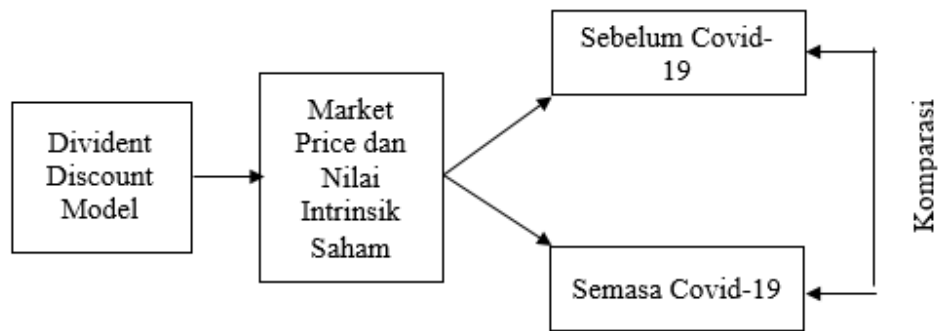 Divident
Discount
Model
Market
Price dan
Nilai
Intrinsik
Saham
Sebelum Covid-
19
Semasa Covid-19
Komparasi